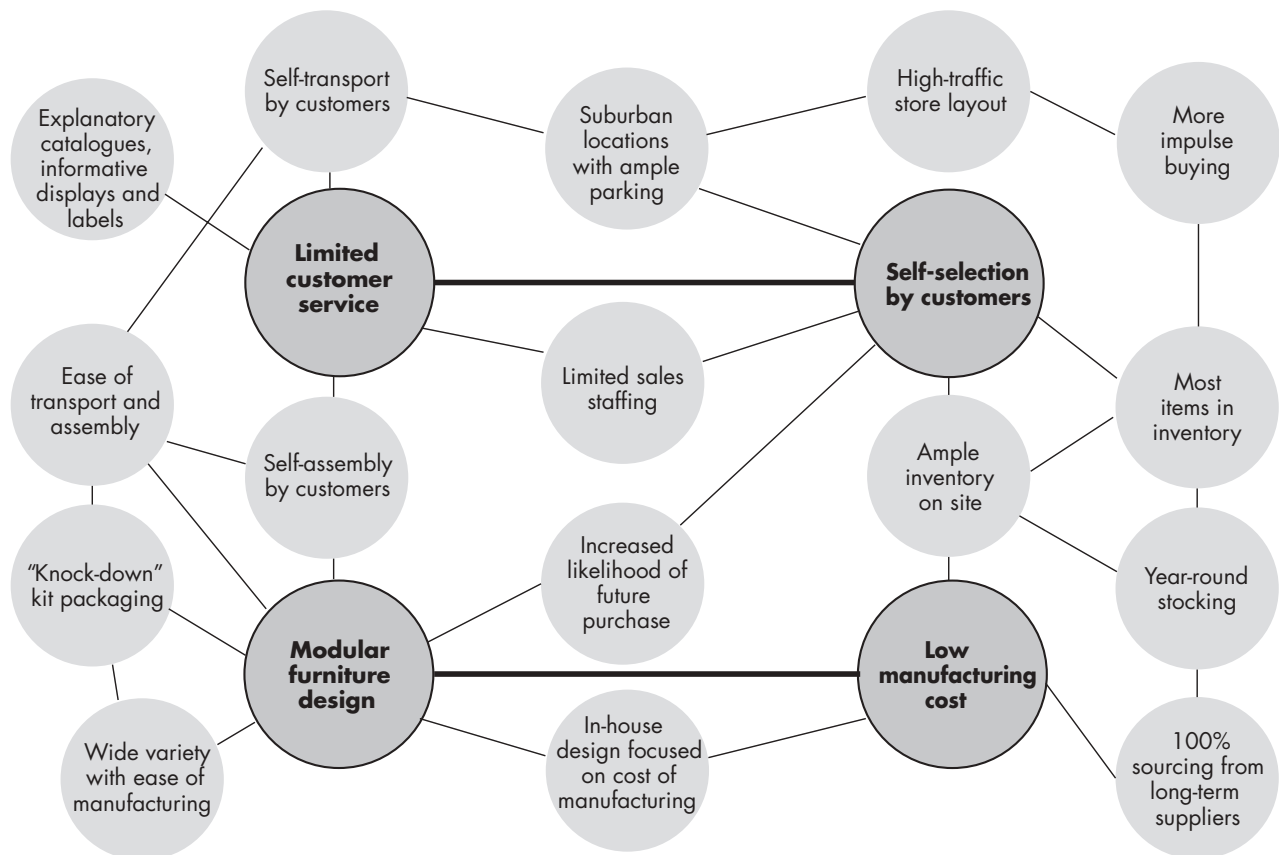 Self-transport
by customers
High-traffic
store layout
Explanatory
catalogues,
informative
displays and
labels
Suburban
locations
with ample
parking
More
impulse
buying
Limited
customer
service
Self-selection
by customers
Ease of
transport and
assembly
Limited sales
staffing
Most
items in
inventory
Self-assembly
by customers
Ample
inventory
on site
"Knock-down"
kit packaging
Increased
likelihood of
future
purchase
Year-round
stocking
Modular
furniture
design
Low
manufacturing
cost
Wide variety
with ease of
manufacturing
In-house
design focused
on cost of
manufacturing
100%
sourcing from
long-term
suppliers